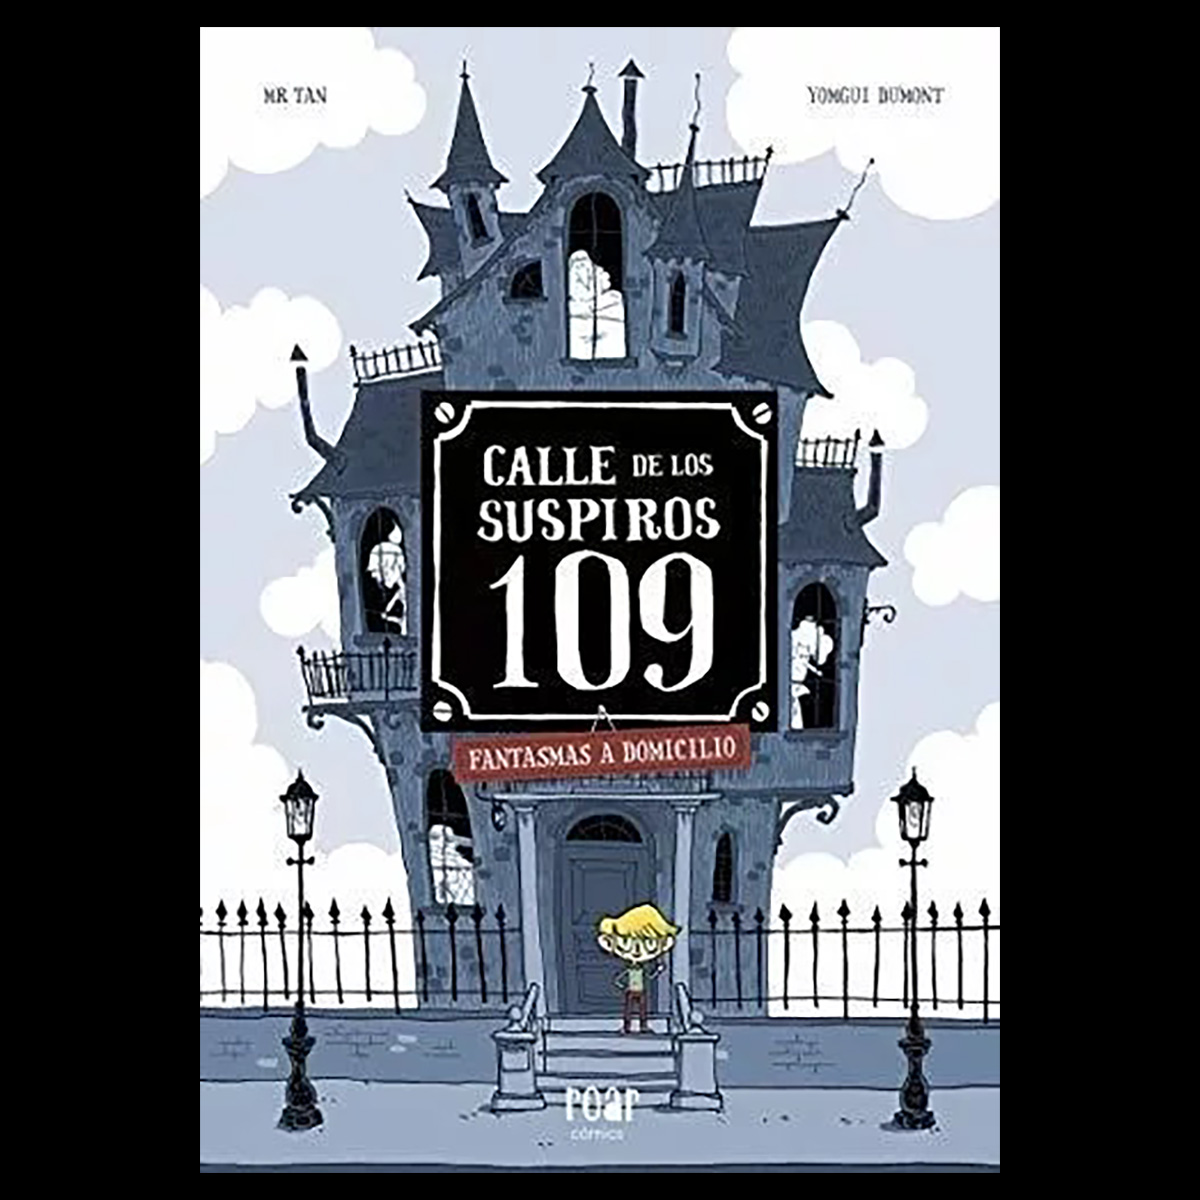 MR TAN
YOMGUI DUMONT
CALLE DE LOS
SUSPIROS
109
FANTASMAS A DOMICILIO
roar
cómics